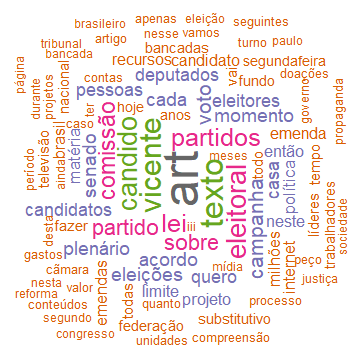 brasileiro apenas eleição seguintes
tribunal artigo nesse vamos turno paulo
bancada bancadas
recursos candidato segundafeira
contas deputados vai fundo doações
página durante projetos nacional pessoas cada voto eleitores governo propaganda
hoje anos momento
caso ter comissão candido vicente partidos emenda
período televisão andabrasil matéria senado art texto eleitoral meses todo casa então tempo
política
candidatos campanha líderes trabalhadores sociedade
desta fazer partido lei iii neste
sobre internet milhões peço
gastos plenário acordo mídia justiça
câmara emendas eleições quero
nesta valor todas limite quanto projeto processo
reforma conteúdos
segundo federação substitutivo
congresso unidades compreensão